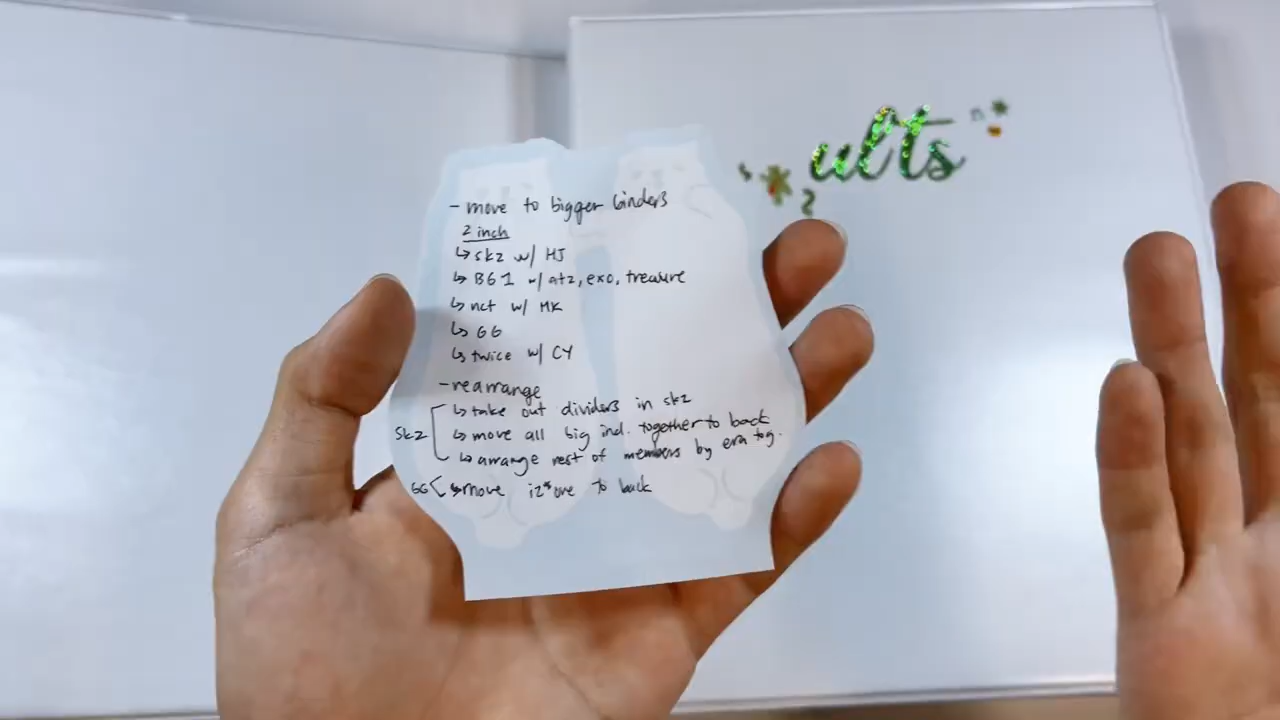 ults
- move to bigger binders
2 inch
↳ skz w/ HJ
↳ BG1 w/ atz, exo, treasure
↳ nct w/ MK
↳ GG
↳ twice w/ CY
- rearrange
↳ take out dividers in skz
skz ↳ move all big ind. together to back
↳ arrange rest of members by era tog.
GG ↳ move iz*one to back